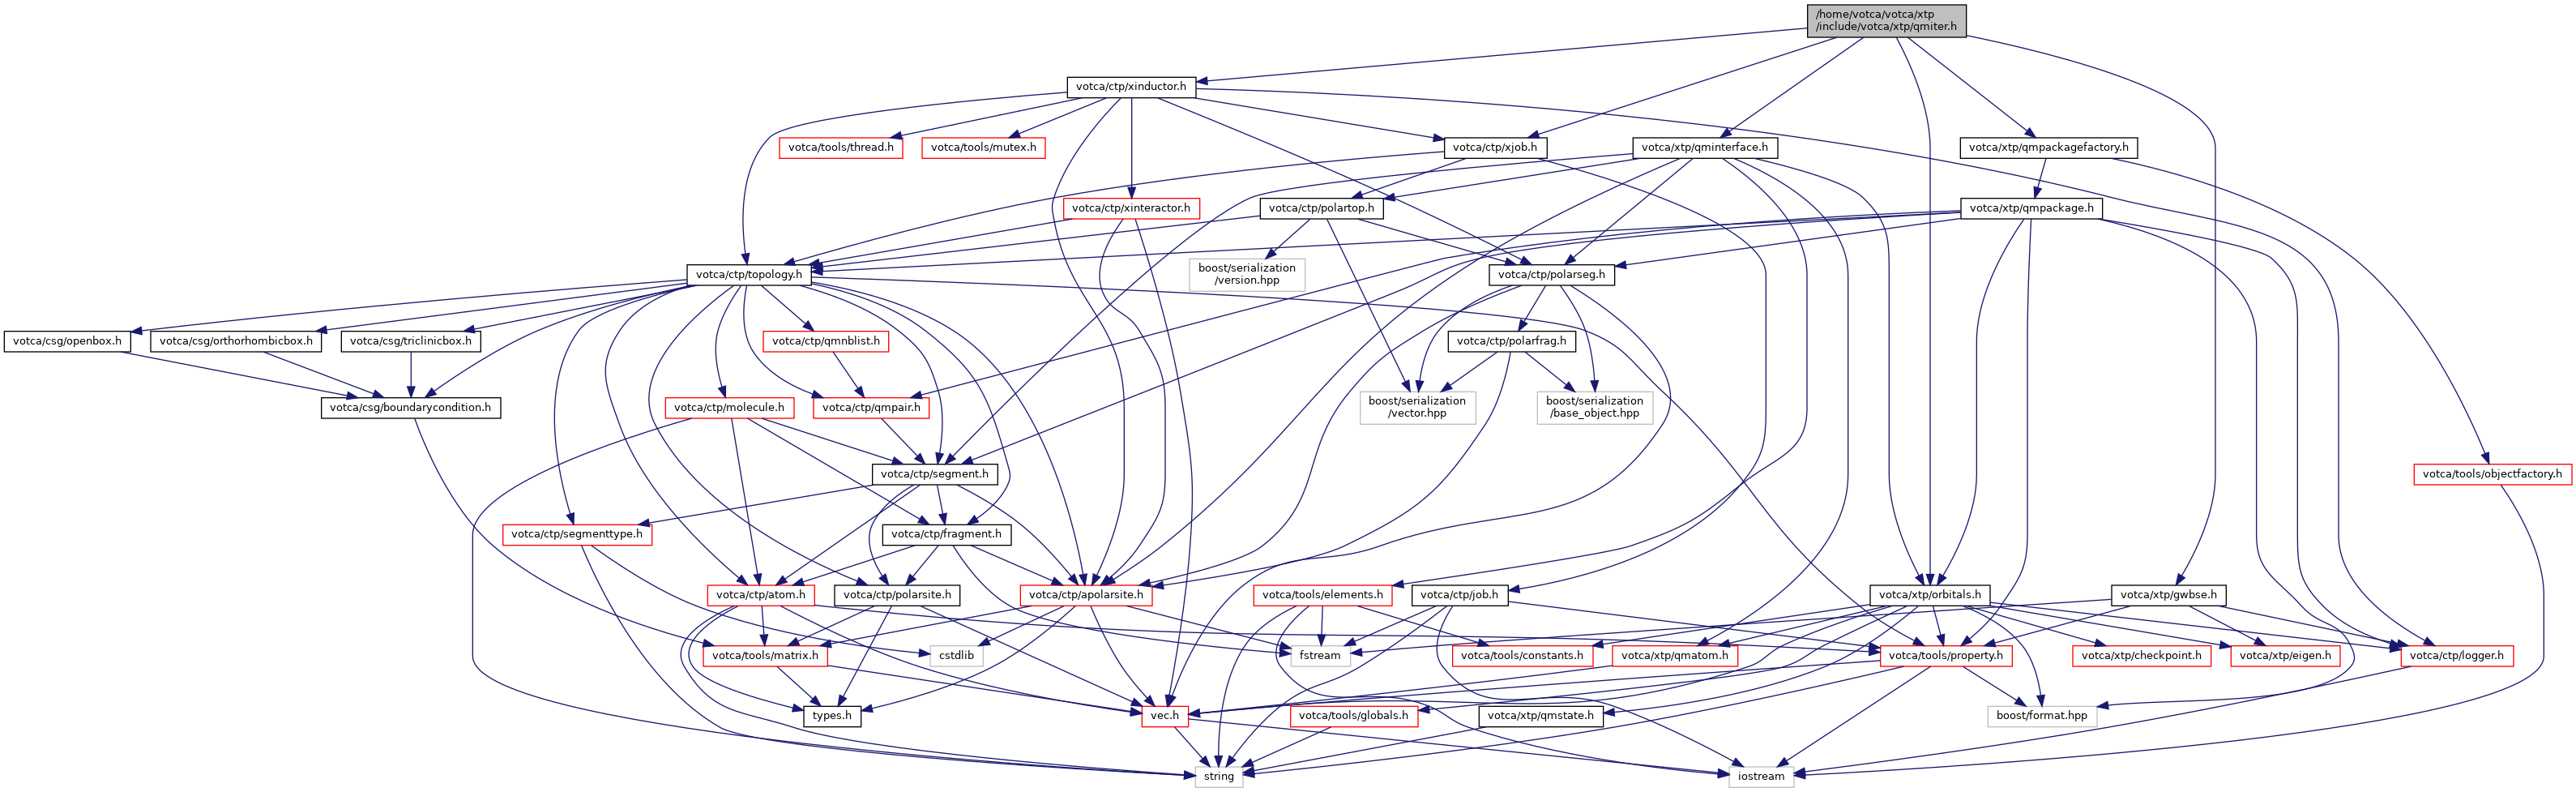 /home/votca/votca/xtp
/include/votca/xtp/qmiter.h
votca/ctp/xinductor.h
votca/tools/thread.h
votca/tools/mutex.h
votca/ctp/xjob.h
votca/xtp/qminterface.h
votca/xtp/qmpackagefactory.h
votca/ctp/xinteractor.h
votca/ctp/polartop.h
votca/xtp/qmpackage.h
votca/ctp/topology.h
boost/serialization
/version.hpp
votca/ctp/polarseg.h
votca/csg/openbox.h
votca/csg/orthorhombicbox.h
votca/csg/triclinicbox.h
votca/ctp/qmnblist.h
votca/ctp/polarfrag.h
votca/csg/boundarycondition.h
votca/ctp/molecule.h
votca/ctp/qmpair.h
boost/serialization
/vector.hpp
boost/serialization
/base_object.hpp
votca/ctp/segment.h
votca/tools/objectfactory.h
votca/ctp/segmenttype.h
votca/ctp/fragment.h
votca/ctp/atom.h
votca/ctp/polarsite.h
votca/ctp/apolarsite.h
votca/tools/elements.h
votca/ctp/job.h
votca/xtp/orbitals.h
votca/xtp/gwbse.h
votca/tools/matrix.h
cstdlib
fstream
votca/tools/constants.h
votca/xtp/qmatom.h
votca/tools/property.h
votca/xtp/checkpoint.h
votca/xtp/eigen.h
votca/ctp/logger.h
types.h
vec.h
votca/tools/globals.h
votca/xtp/qmstate.h
boost/format.hpp
string
iostream